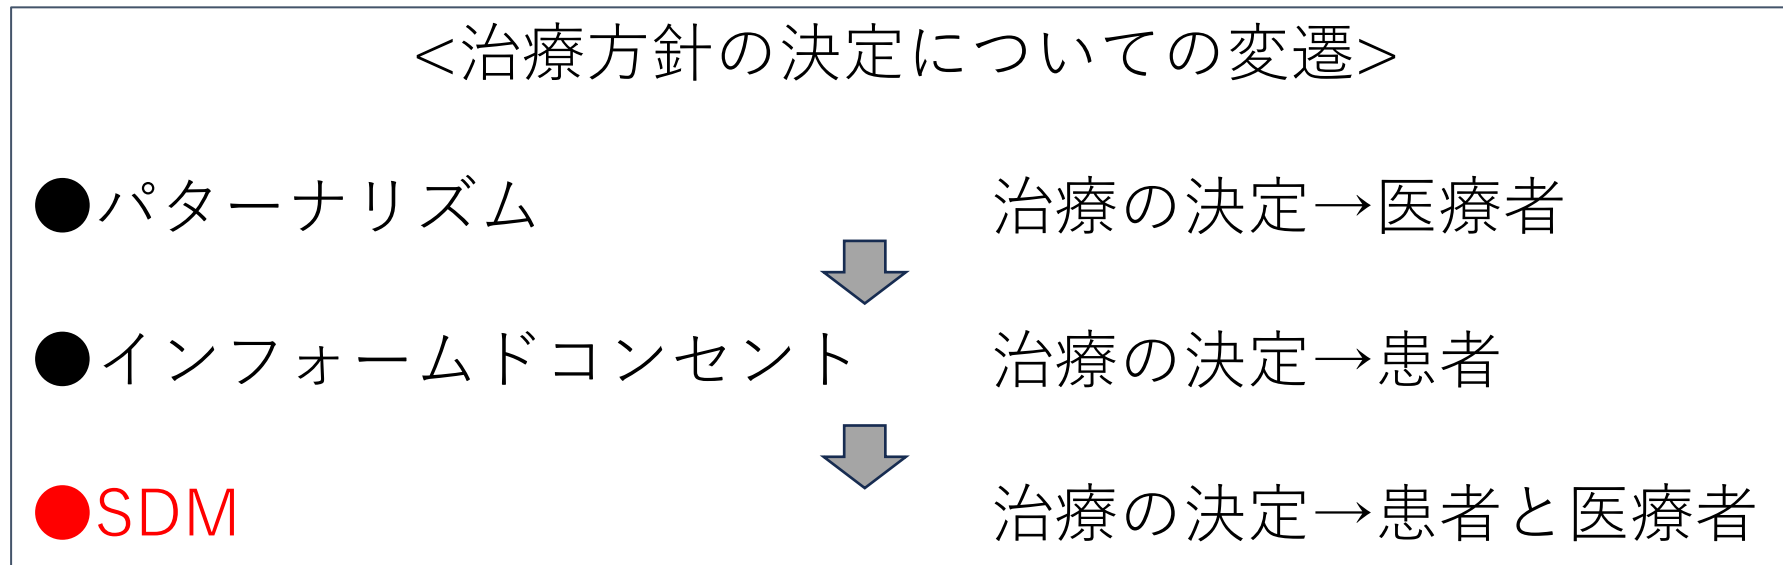 <治療方針の決定についての変遷>
●パターナリズム 治療の決定→医療者
●インフォームドコンセント 治療の決定→患者
●SDM 治療の決定→患者と医療者